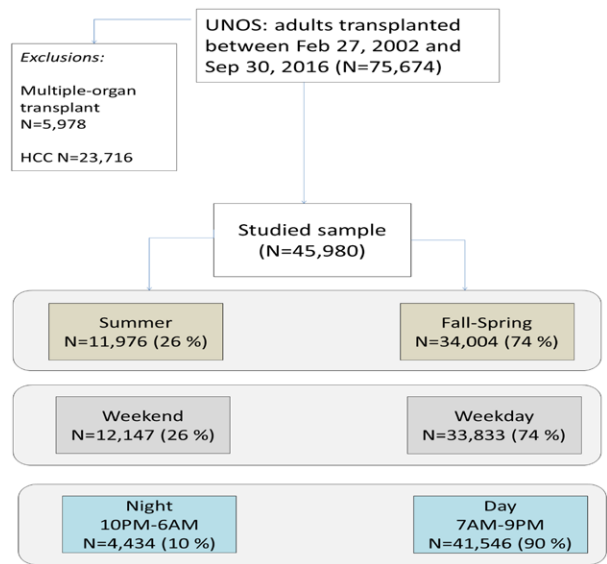 UNOS: adults transplanted
between Feb 27, 2002 and
Sep 30, 2016 (N=75,674)
Exclusions:
Multiple-organ
transplant
N=5,978
HCC N=23,716
Studied sample
(N=45,980)
Summer
N=11,976 (26 %)
Fall-Spring
N=34,004 (74 %)
Weekend
N=12,147 (26 %)
Weekday
N=33,833 (74 %)
Night
10PM-6AM
N=4,434 (10 %)
Day
7AM-9PM
N=41,546 (90 %)